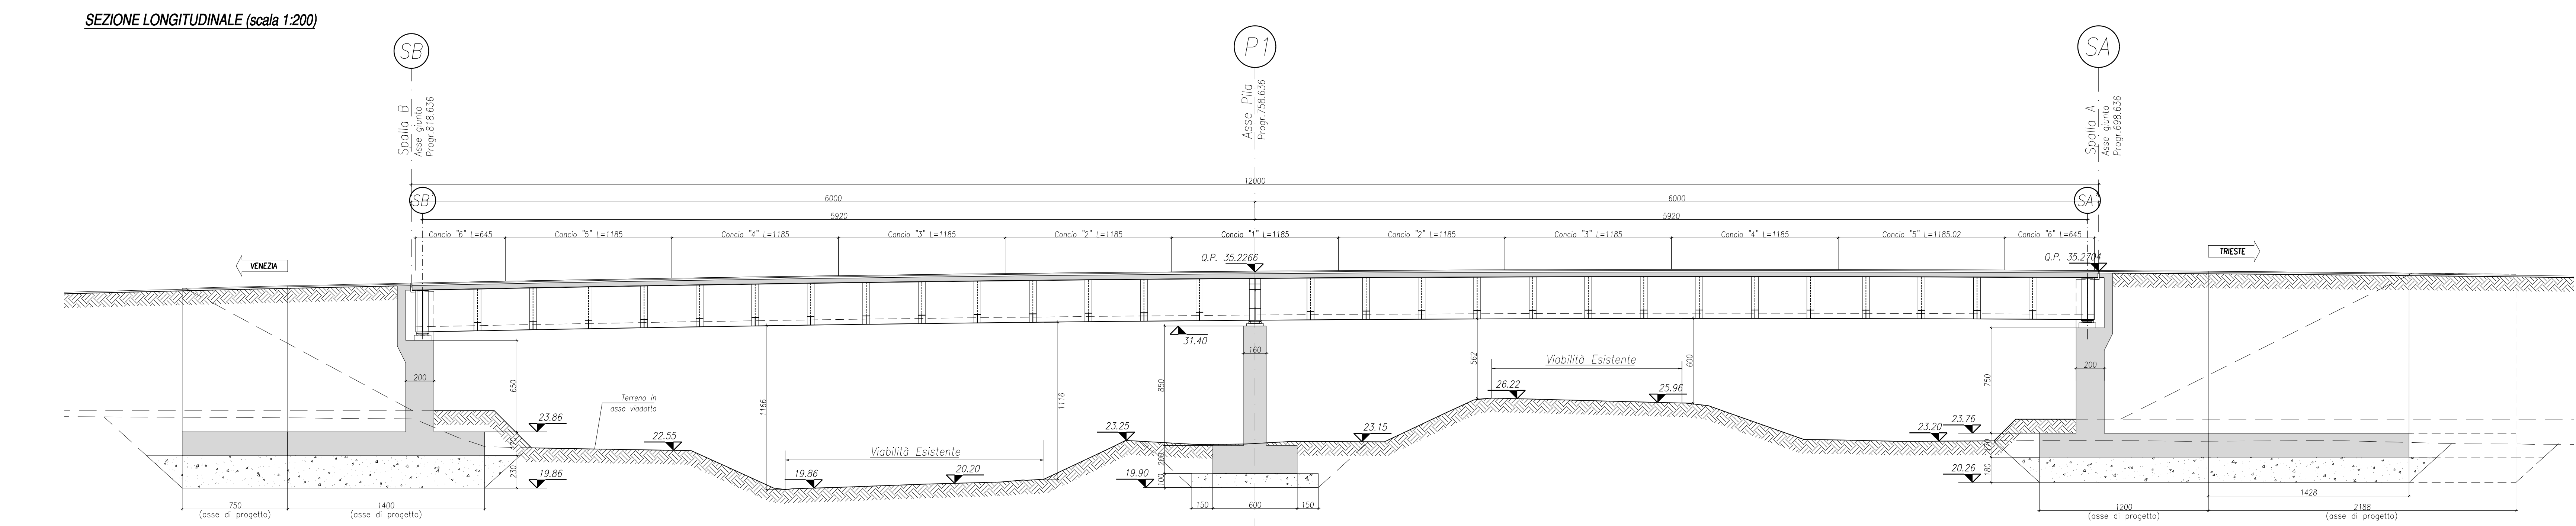 SEZIONE LONGITUDINALE (scala 1:200)
SB
P1
SA
Spalla B
Asse giunto
Progr.818.636
Asse Pila
Progr.758.636
Spalla A
Asse giunto
Progr.698.636
12000
6000
6000
SB
SA
5920
5920
Concio "6" L=645
Concio "5" L=1185
Concio "4" L=1185
Concio "3" L=1185
Concio "2" L=1185
Concio "1" L=1185
Concio "2" L=1185
Concio "3" L=1185
Concio "4" L=1185
Concio "5" L=1185.02
Concio "6" L=645
VENEZIA
Q.P. 35.2266
Q.P. 35.2704
TRIESTE
31.40
160
200
650
1166
1116
850
562
600
750
200
Viabilità Esistente
26.22
25.96
Terreno in
asse viadotto
23.86
22.55
23.25
23.15
23.20
23.76
Viabilità Esistente
19.86
20.20
19.90
19.86
20.26
230
260
100
180
750
(asse di progetto)
1400
(asse di progetto)
150
600
150
1200
(asse di progetto)
1428
2188
(asse di progetto)